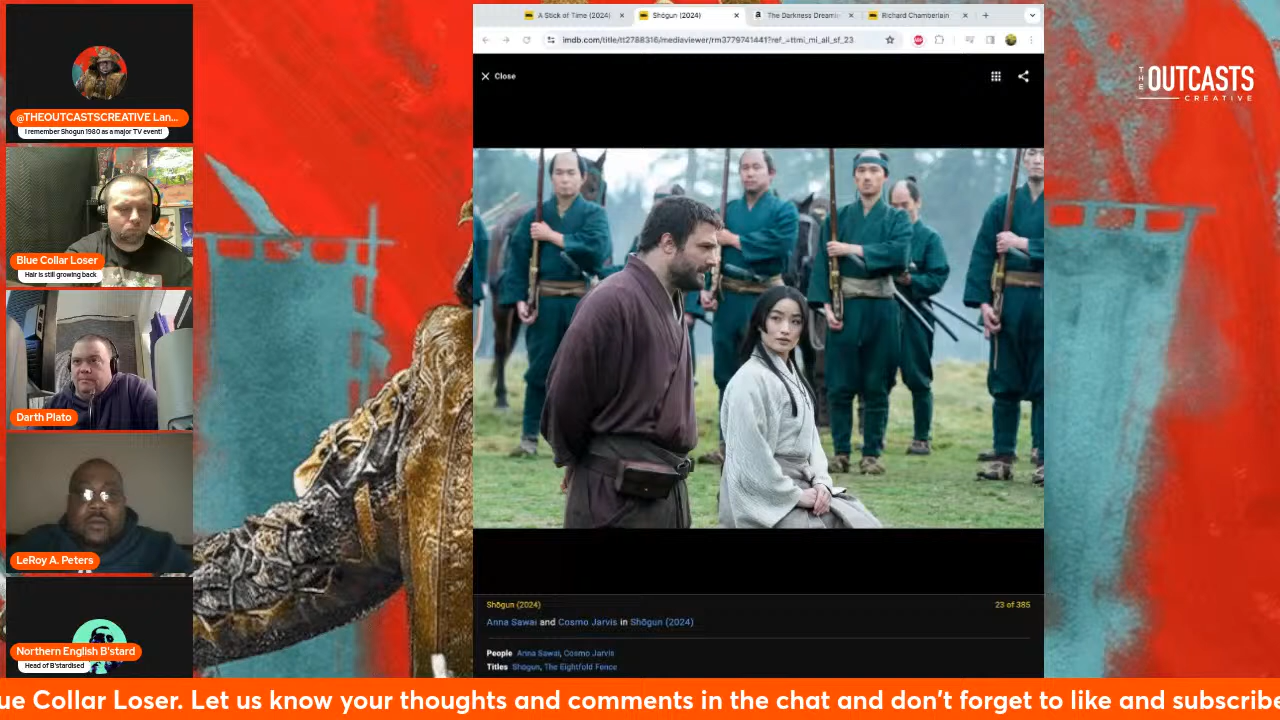 @THEOUTCASTSCREATIVE Lan...
I remember Shogun 1980 as a major TV event!
Blue Collar Loser
Hair is still growing back
Darth Plato
LeRoy A. Peters
Northern English B'stard
Head of B'stardised
A Stick of Time (2024)
Shōgun (2024)
The Darkness Dreamin
Richard Chamberlain
imdb.com/title/tt2788316/mediaviewer/rm3779741441?ref_=ttmi_mi_all_sf_23
Close
Shōgun (2024)
23 of 385
Anna Sawai and Cosmo Jarvis in Shōgun (2024)
People Anna Sawai, Cosmo Jarvis
Titles Shōgun, The Eightfold Fence
THE OUTCASTS
CREATIVE
ue Collar Loser. Let us know your thoughts and comments in the chat and don't forget to like and subscribe